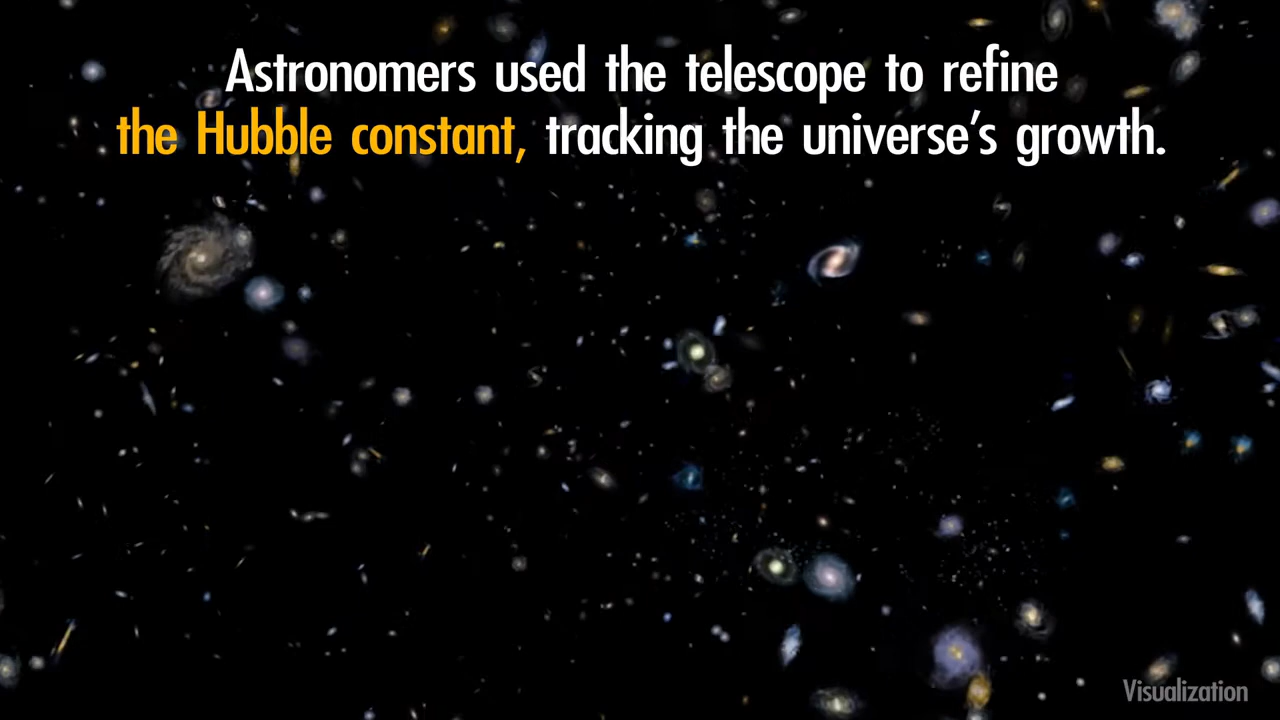 Astronomers used the telescope to refine
the Hubble constant, tracking the universe’s growth.
Visualization